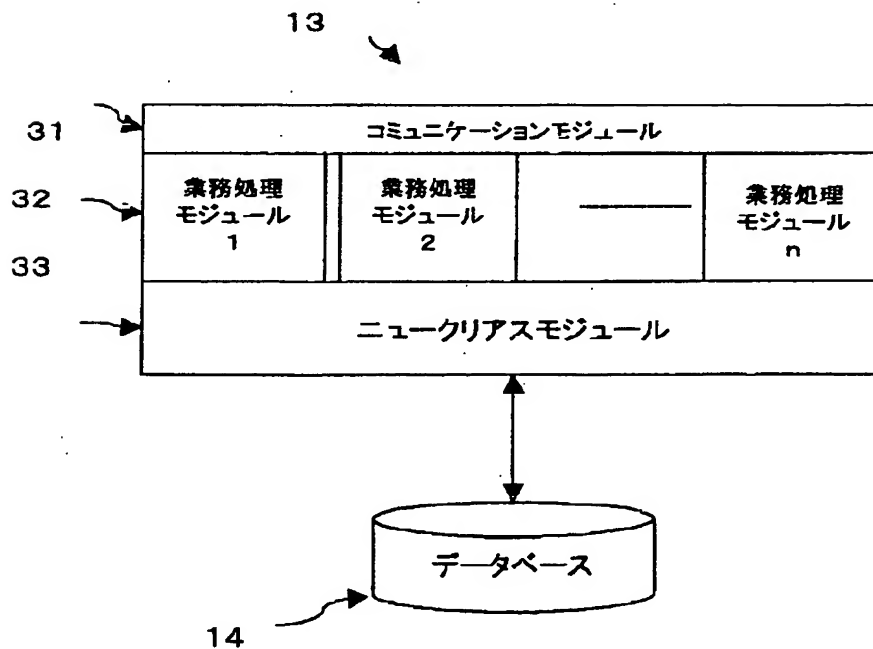 13
31
コミュニケーションモジュール
32
業務処理
モジュール
1
業務処理
モジュール
2
業務処理
モジュール
n
33
ニュークリアスモジュール
データベース
14